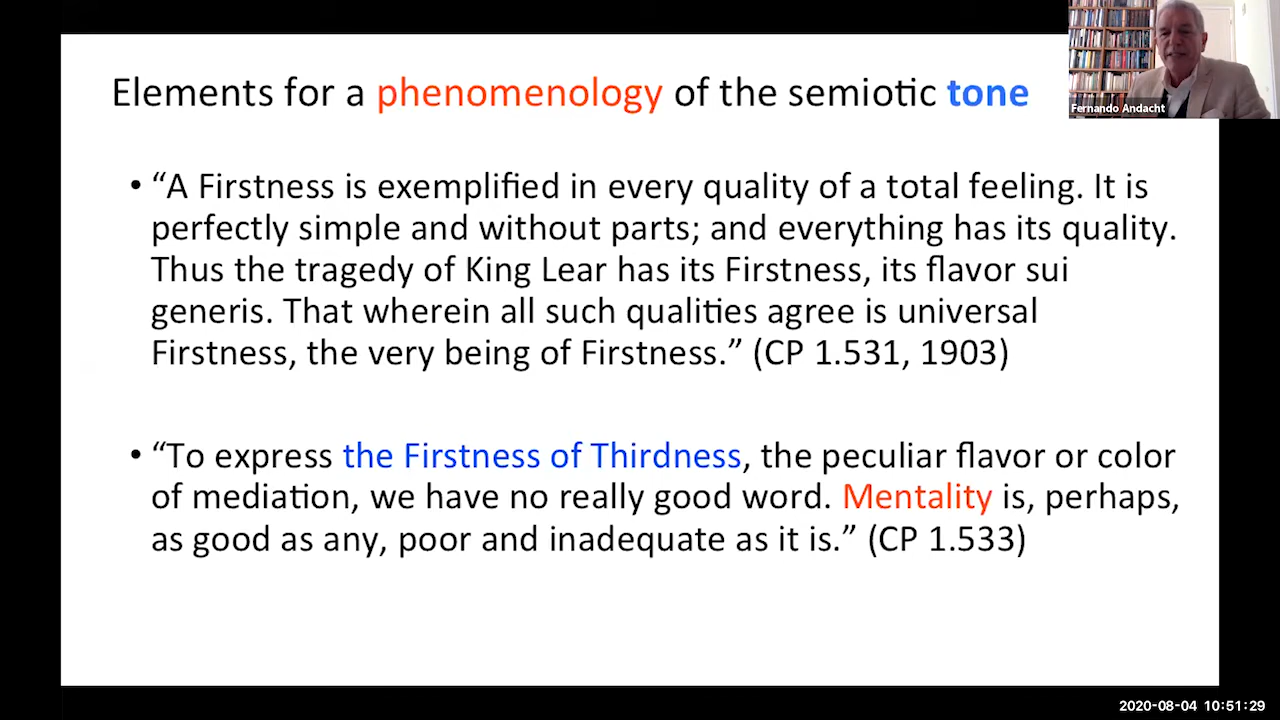 Elements for a phenomenology of the semiotic tone
Fernando Andacht
• “A Firstness is exemplified in every quality of a total feeling. It is
perfectly simple and without parts; and everything has its quality.
Thus the tragedy of King Lear has its Firstness, its flavor sui
generis. That wherein all such qualities agree is universal
Firstness, the very being of Firstness.” (CP 1.531, 1903)
• “To express the Firstness of Thirdness, the peculiar flavor or color
of mediation, we have no really good word. Mentality is, perhaps,
as good as any, poor and inadequate as it is.” (CP 1.533)
2020-08-04 10:51:29